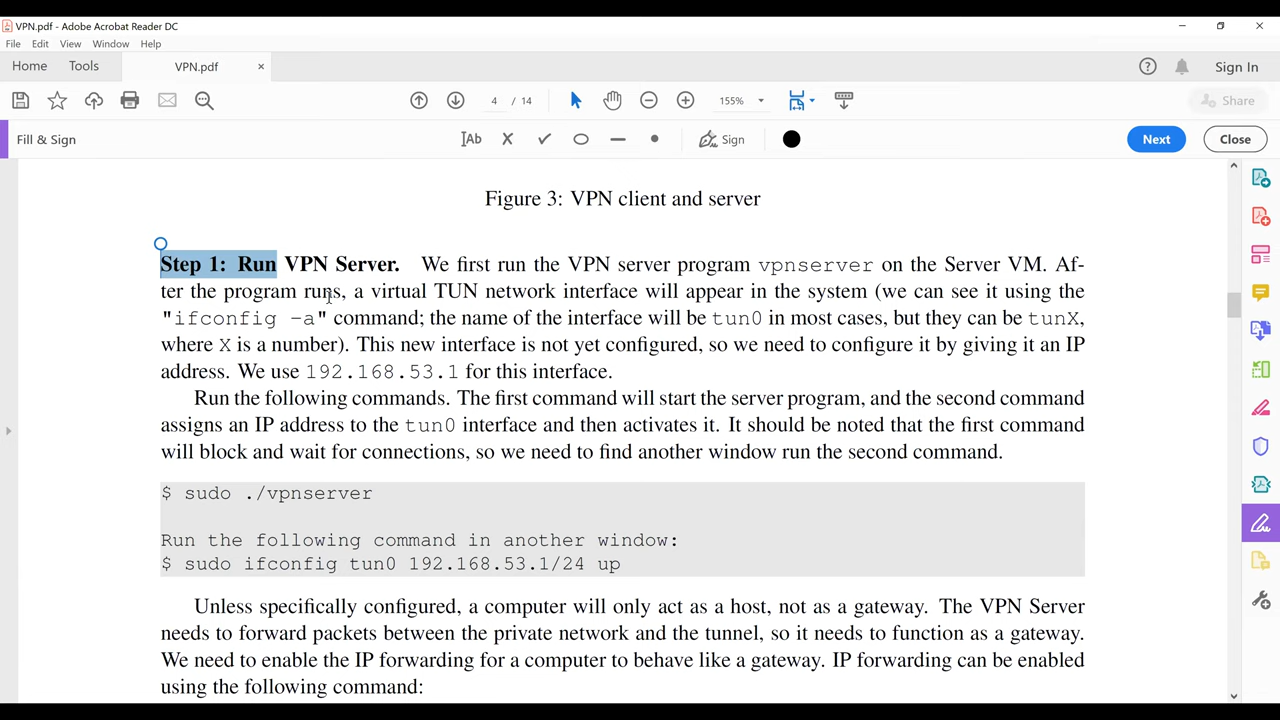 VPN.pdf - Adobe Acrobat Reader DC
File Edit View Window Help
Home Tools VPN.pdf × Sign In
4 / 14 155% Share
Fill & Sign Ab Sign Next Close
Figure 3: VPN client and server
Step 1: Run VPN Server. We first run the VPN server program vpnserver on the Server VM. Af-
ter the program runs, a virtual TUN network interface will appear in the system (we can see it using the
"ifconfig -a" command; the name of the interface will be tun0 in most cases, but they can be tunX,
where X is a number). This new interface is not yet configured, so we need to configure it by giving it an IP
address. We use 192.168.53.1 for this interface.
Run the following commands. The first command will start the server program, and the second command
assigns an IP address to the tun0 interface and then activates it. It should be noted that the first command
will block and wait for connections, so we need to find another window run the second command.
$ sudo ./vpnserver
Run the following command in another window:
$ sudo ifconfig tun0 192.168.53.1/24 up
Unless specifically configured, a computer will only act as a host, not as a gateway. The VPN Server
needs to forward packets between the private network and the tunnel, so it needs to function as a gateway.
We need to enable the IP forwarding for a computer to behave like a gateway. IP forwarding can be enabled
using the following command: